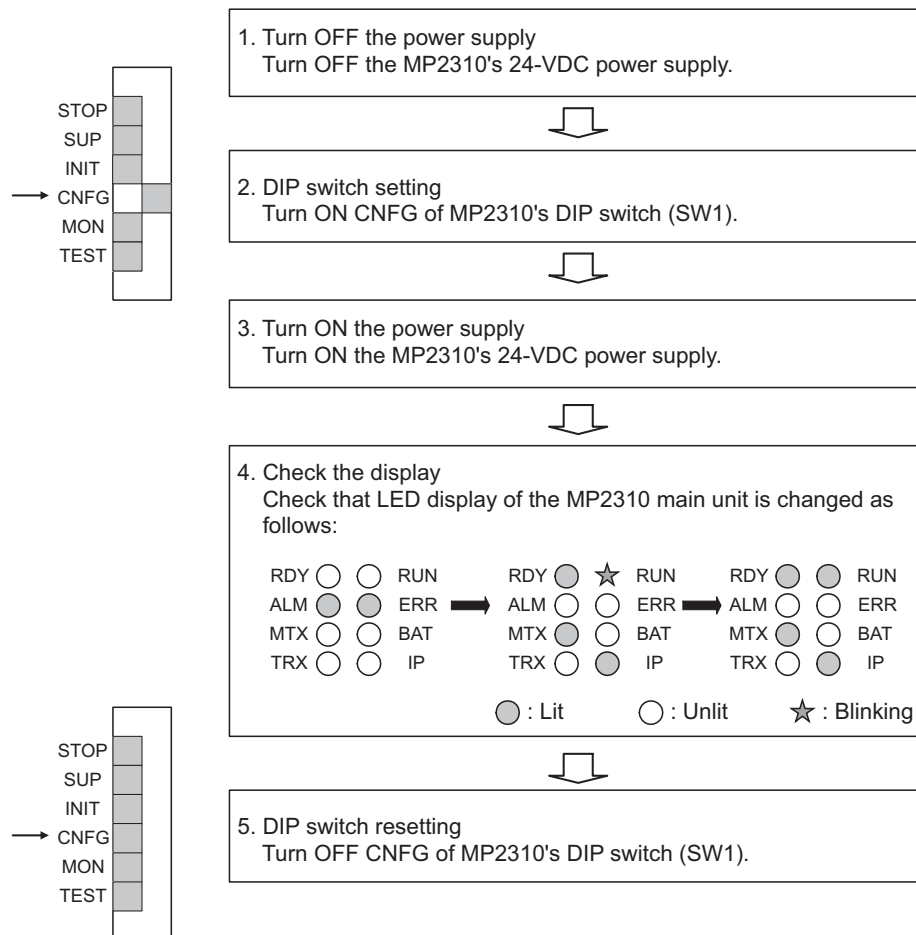 1. Turn OFF the power supply
Turn OFF the MP2310's 24-VDC power supply.
STOP
SUP
INIT
CNFG
MON
TEST
2. DIP switch setting
Turn ON CNFG of MP2310's DIP switch (SW1).
3. Turn ON the power supply
Turn ON the MP2310's 24-VDC power supply.
4. Check the display
Check that LED display of the MP2310 main unit is changed as
follows:
RDY RUN RDY RUN RDY RUN
ALM ERR ALM ERR ALM ERR
MTX BAT MTX BAT MTX BAT
TRX IP TRX IP TRX IP
: Lit : Unlit : Blinking
STOP
SUP
INIT
CNFG
MON
TEST
5. DIP switch resetting
Turn OFF CNFG of MP2310's DIP switch (SW1).